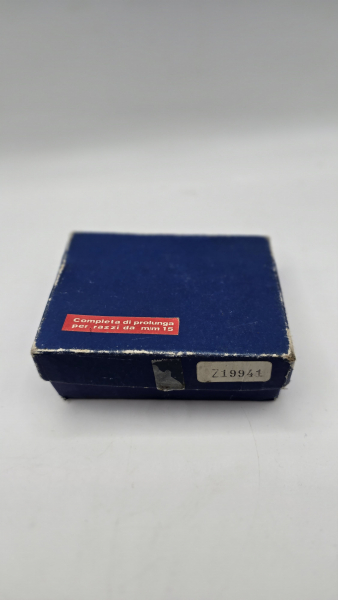 Completa di prolunga
per razzi da mm 15
Z19941